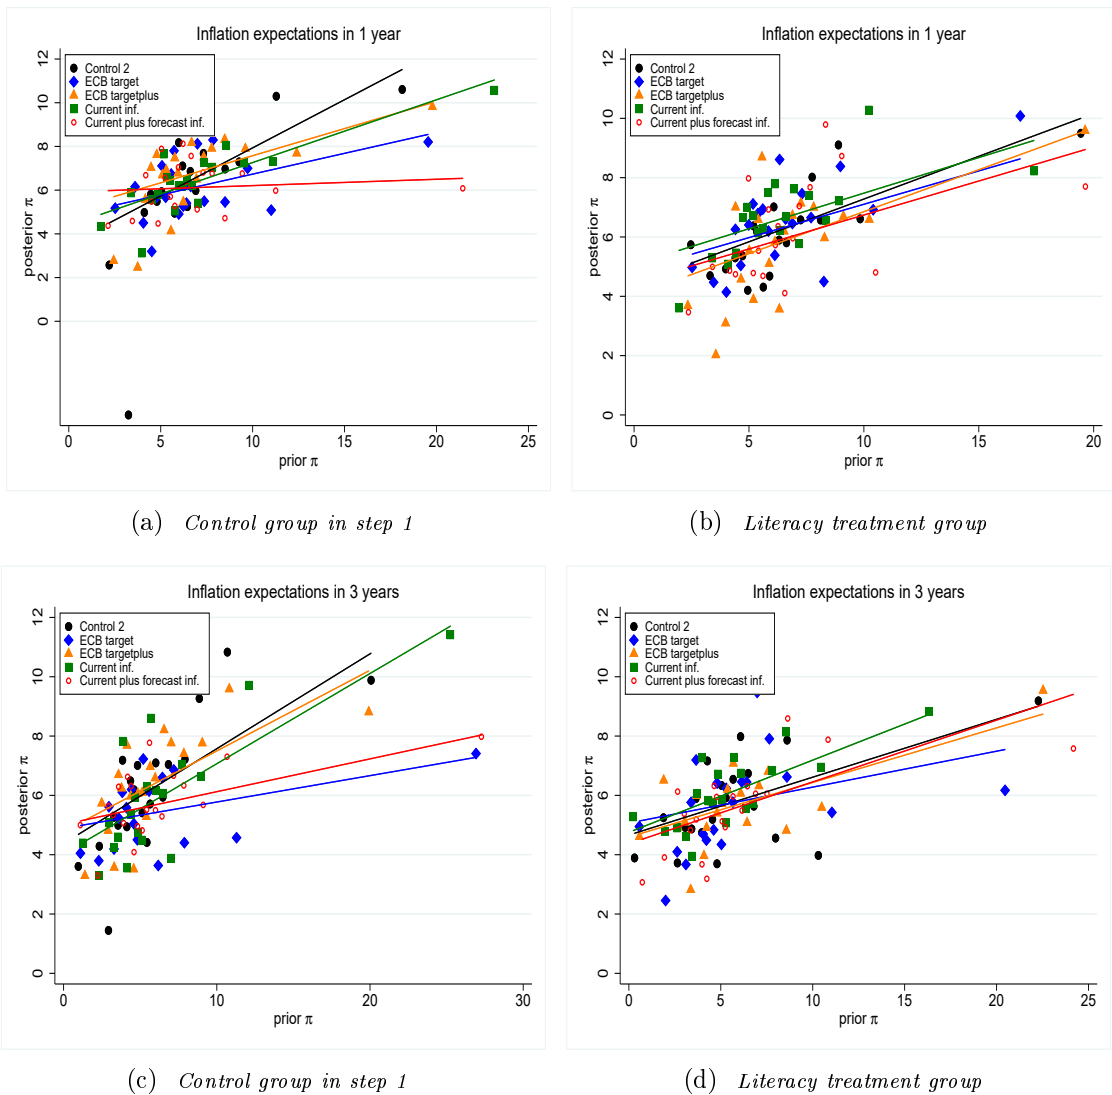 Inflation expectations in 1 year
Control 2
ECB target
ECB targetplus
Current inf.
Current plus forecast inf.
posterior π
12
10
8
6
4
2
0
0 5 10 15 20 25
prior π
(a) Control group in step 1
Inflation expectations in 1 year
Control 2
ECB target
ECB targetplus
Current inf.
Current plus forecast inf.
posterior π
12
10
8
6
4
2
0
0 5 10 15 20
prior π
(b) Literacy treatment group
Inflation expectations in 3 years
Control 2
ECB target
ECB targetplus
Current inf.
Current plus forecast inf.
posterior π
12
10
8
6
4
2
0
0 10 20 30
prior π
(c) Control group in step 1
Inflation expectations in 3 years
Control 2
ECB target
ECB targetplus
Current inf.
Current plus forecast inf.
posterior π
12
10
8
6
4
2
0
0 5 10 15 20 25
prior π
(d) Literacy treatment group